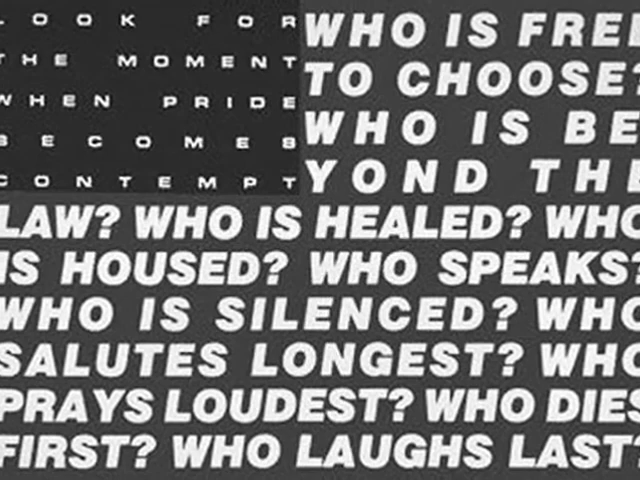 LOOK FOR
THE MOMENT
WHEN PRIDE
BECOMES
CONTEMPT
WHO IS FREE
TO CHOOSE?
WHO IS BE
YOND THE
LAW? WHO IS HEALED? WHO
IS HOUSED? WHO SPEAKS?
WHO IS SILENCED? WHO
SALUTES LONGEST? WHO
PRAYS LOUDEST? WHO DIES
FIRST? WHO LAUGHS LAST?